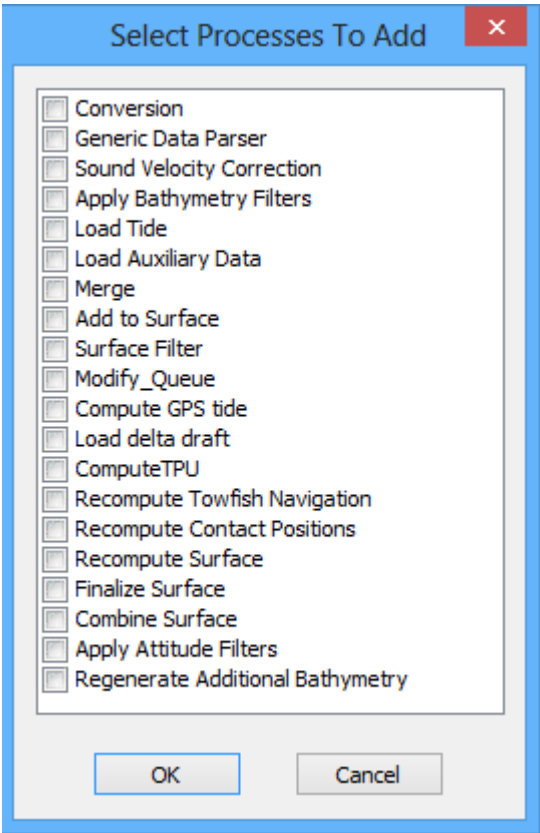 Select Processes To Add
Conversion
Generic Data Parser
Sound Velocity Correction
Apply Bathymetry Filters
Load Tide
Load Auxiliary Data
Merge
Add to Surface
Surface Filter
Modify_Queue
Compute GPS tide
Load delta draft
ComputeTPU
Recompute Towfish Navigation
Recompute Contact Positions
Recompute Surface
Finalize Surface
Combine Surface
Apply Attitude Filters
Regenerate Additional Bathymetry
OK Cancel